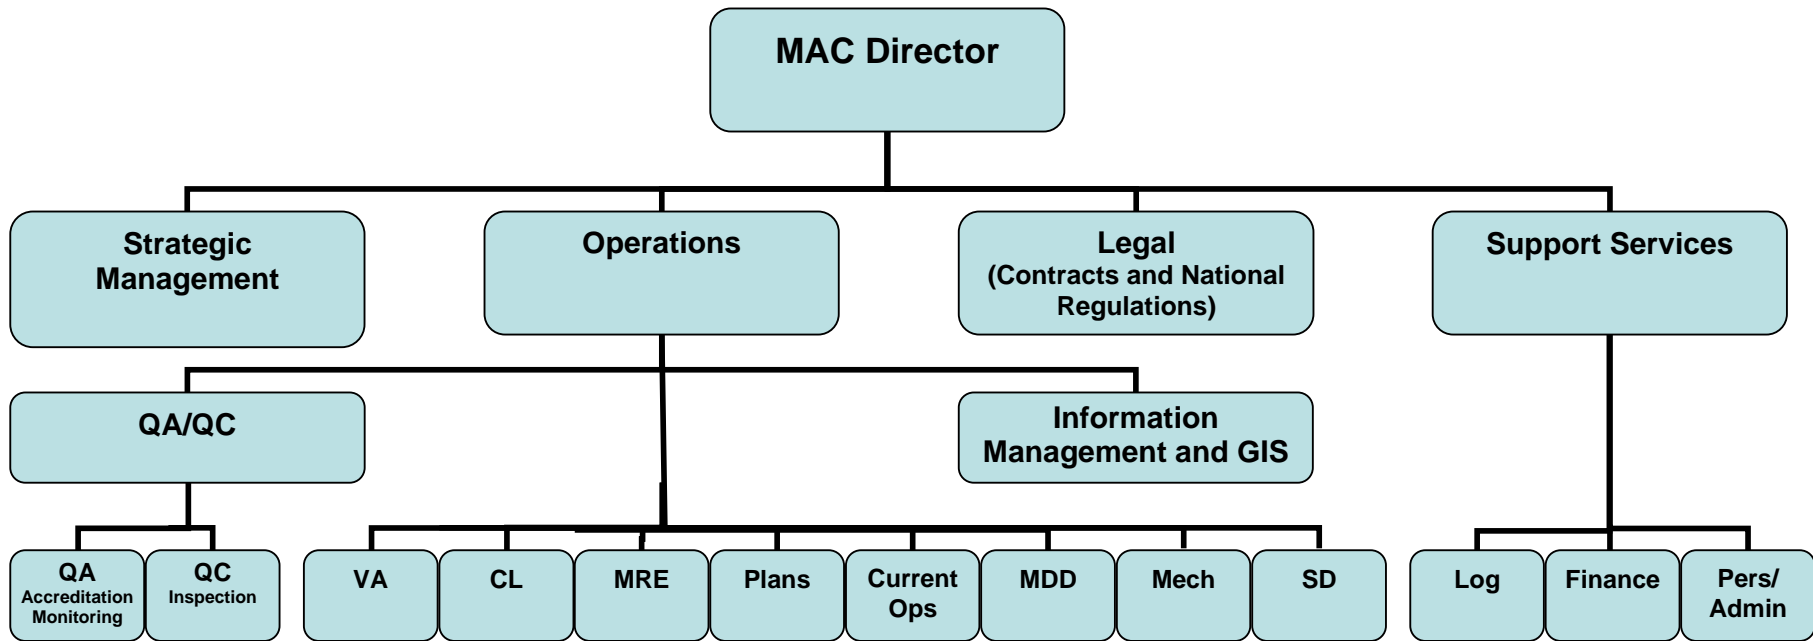 MAC Director
Strategic
Management
Operations
Legal
(Contracts and National
Regulations)
Support Services
QA/QC
Information
Management and GIS
QA
Accreditation
Monitoring
QC
Inspection
VA
CL
MRE
Plans
Current
Ops
MDD
Mech
SD
Log
Finance
Pers/
Admin